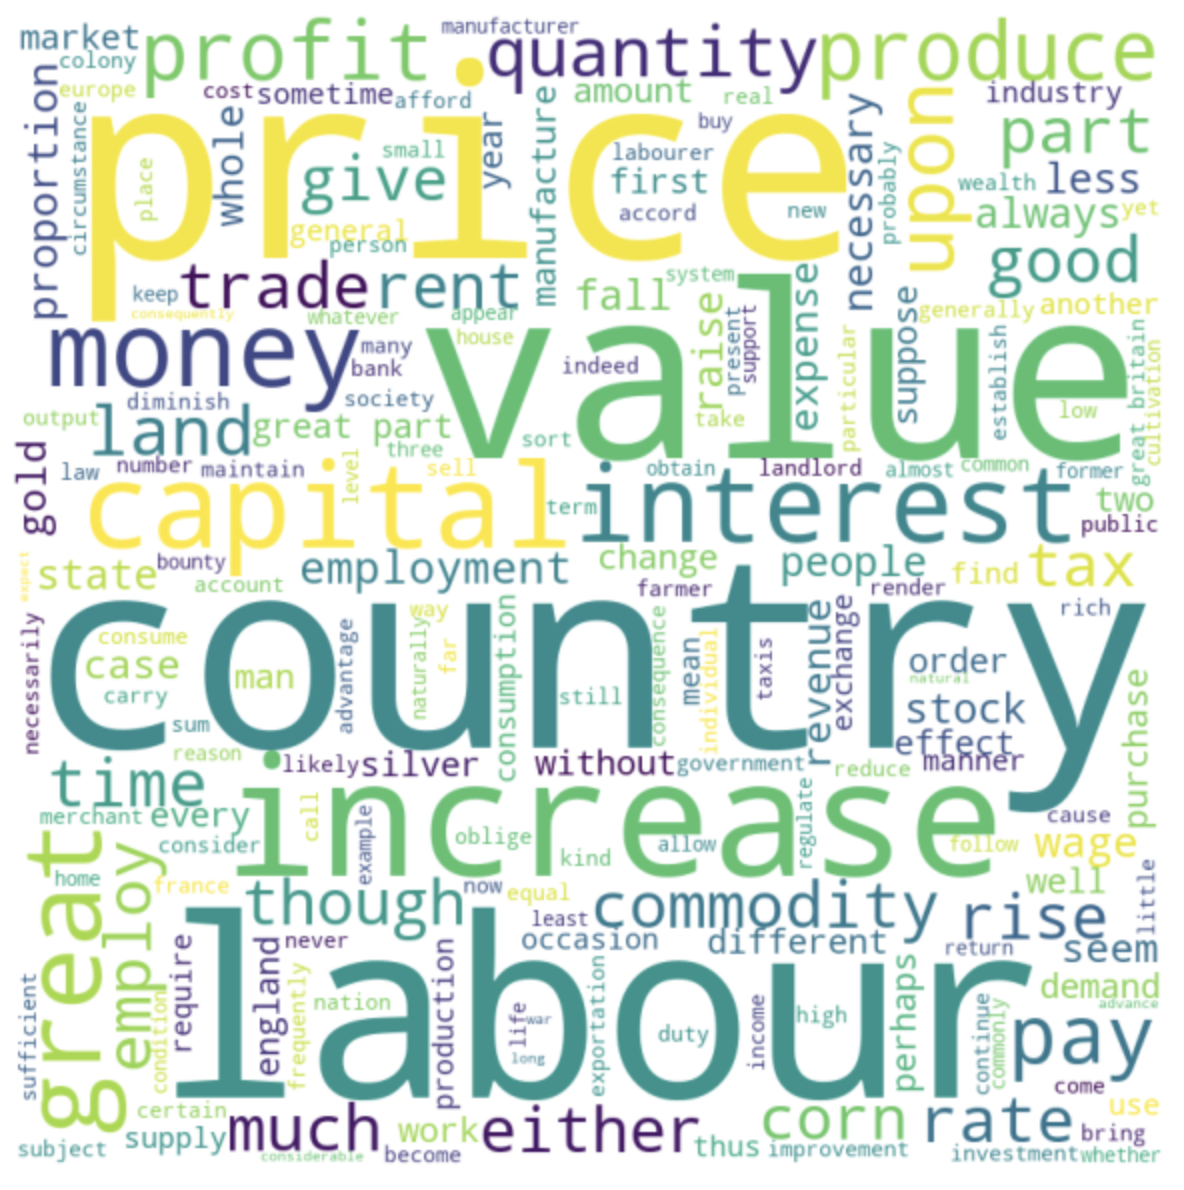 manufacturer
market
profit
quantity
produce
colony
europe
cost
sometime
afford
amount
real
industry
proportion
circumstance
price
whole
small
year
manufacture
buy
necessary
upon
part
labourer
give
first
probably
wealth
less
place
accord
new
always
yet
general
person
good
trade
rent
keep
system
fall
value
expense
consequently
whatever
appear
raise
suppose
generally
another
money
many
house
bank
indeed
present
support
particular
establish
great britain
cultivation
diminish
society
take
low
output
land
great part
sort
three
gold
law
number
maintain
level
sell
obtain
landlord
almost
common
former
capital
term
interest
two
public
bounty
expect
state
account
employment
change
people
find
tax
farmer
render
rich
country
necessarily
consume
way
case
man
advantage
naturally
far
consumption
still
consequence
mean
individual
taxis
revenue
exchange
order
natural
carry
sum
stock
purchase
reason
effect
time
likely
silver
without
government
reduce
manner
increase
merchant
every
call
example
oblige
kind
allow
regulate
cause
consider
follow
wage
great
employ
home
france
now
equal
well
little
though
least
commodity
rise
labour
require
england
never
occasion
different
return
seem
sufficient
condition
frequently
nation
production
life
war
long
exportation
duty
income
high
perhaps
continue
commonly
demand
advance
pay
come
certain
use
subject
supply
much
work
either
corn
rate
bring
considerable
become
thus
improvement
investment
whether